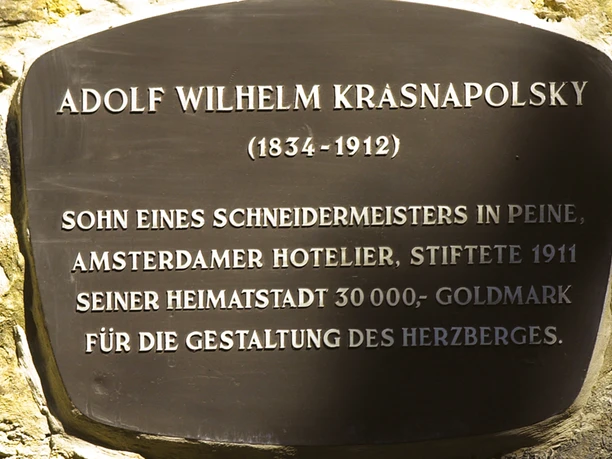 ADOLF WILHELM KRASNAPOLSKY
(1834-1912)
SOHN EINES SCHNEIDERMEISTERS IN PEINE,
AMSTERDAMER HOTELIER, STIFTETE 1911
SEINER HEIMATSTADT 30 000,- GOLDMARK
FÜR DIE GESTALTUNG DES HERZBERGES.